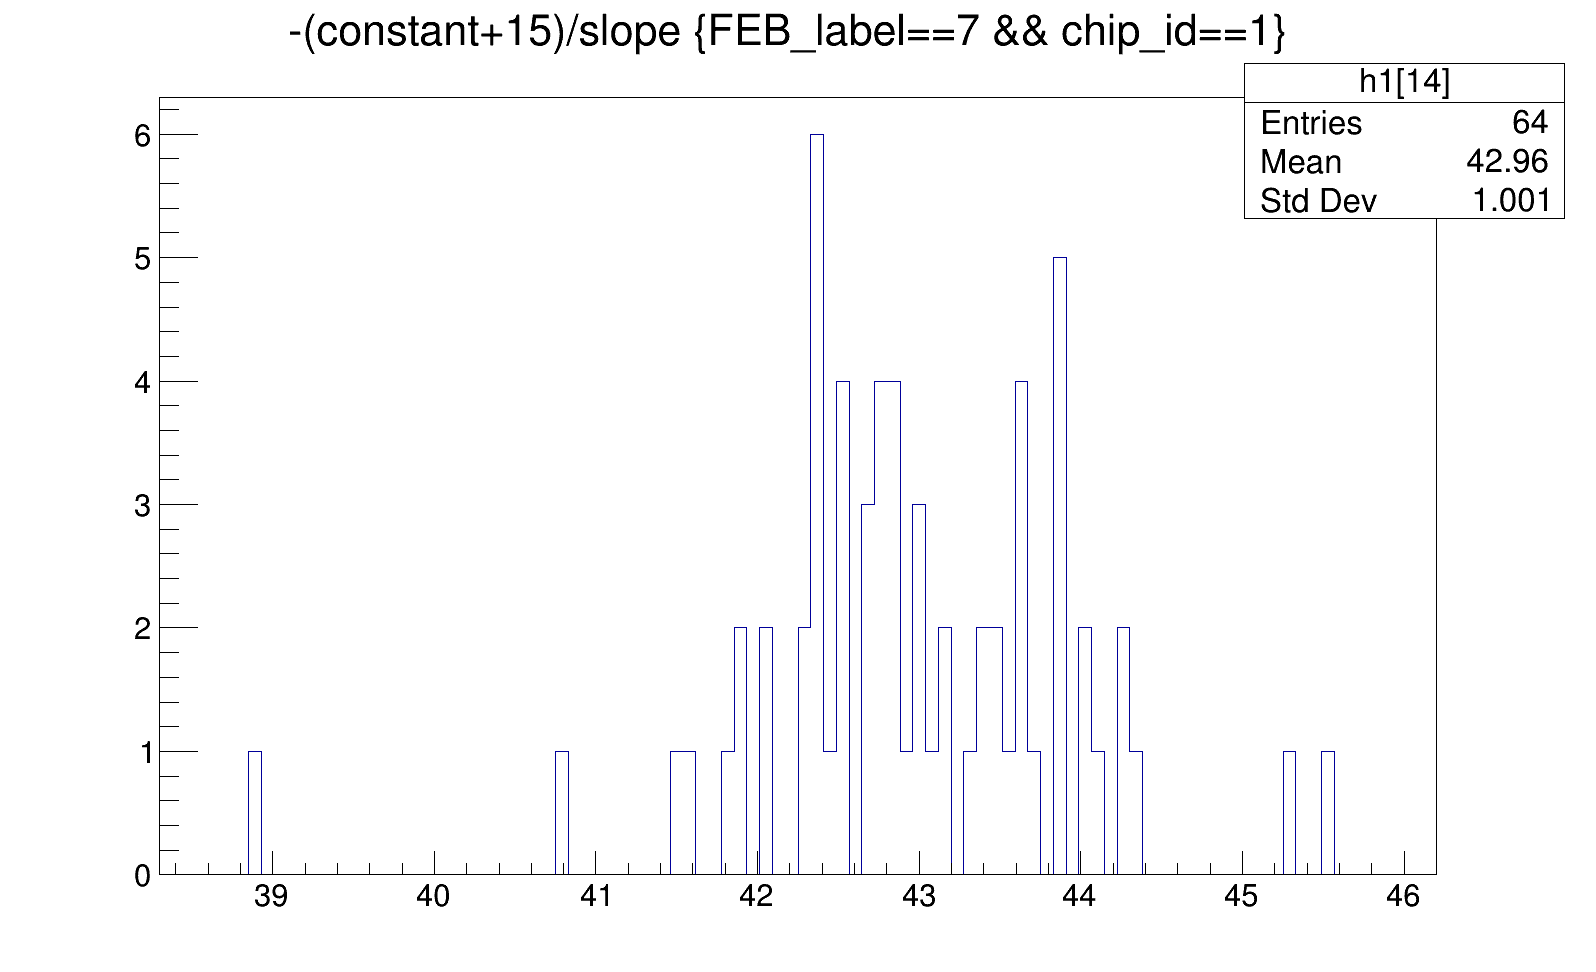 -(constant+15)/slope {FEB_label==7 && chip_id==1}
h1[14]
Entries 64
Mean 42.96
Std Dev 1.001
6
5
4
3
2
1
0
39 40 41 42 43 44 45 46